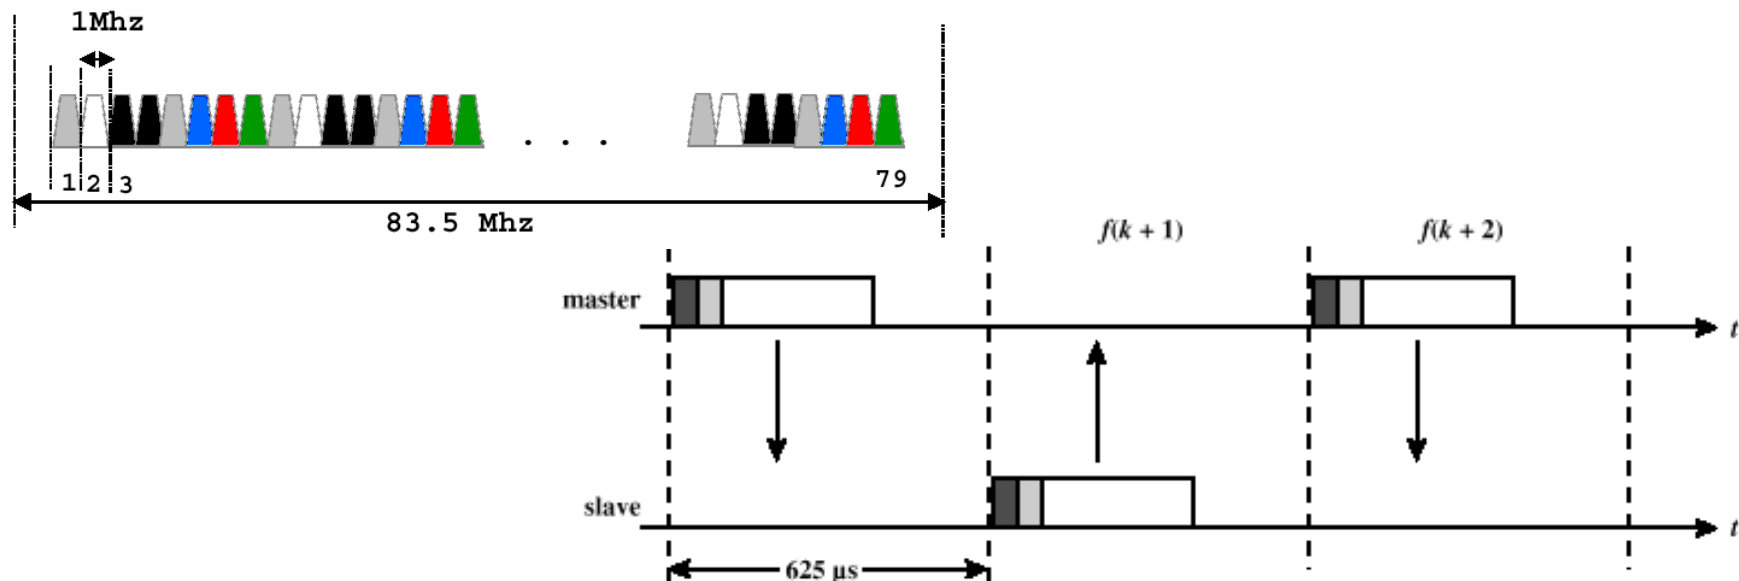 1Mhz
. . .
1 2 3
79
83.5 Mhz
f(k + 1)
f(k + 2)
master
t
slave
t
625 µs